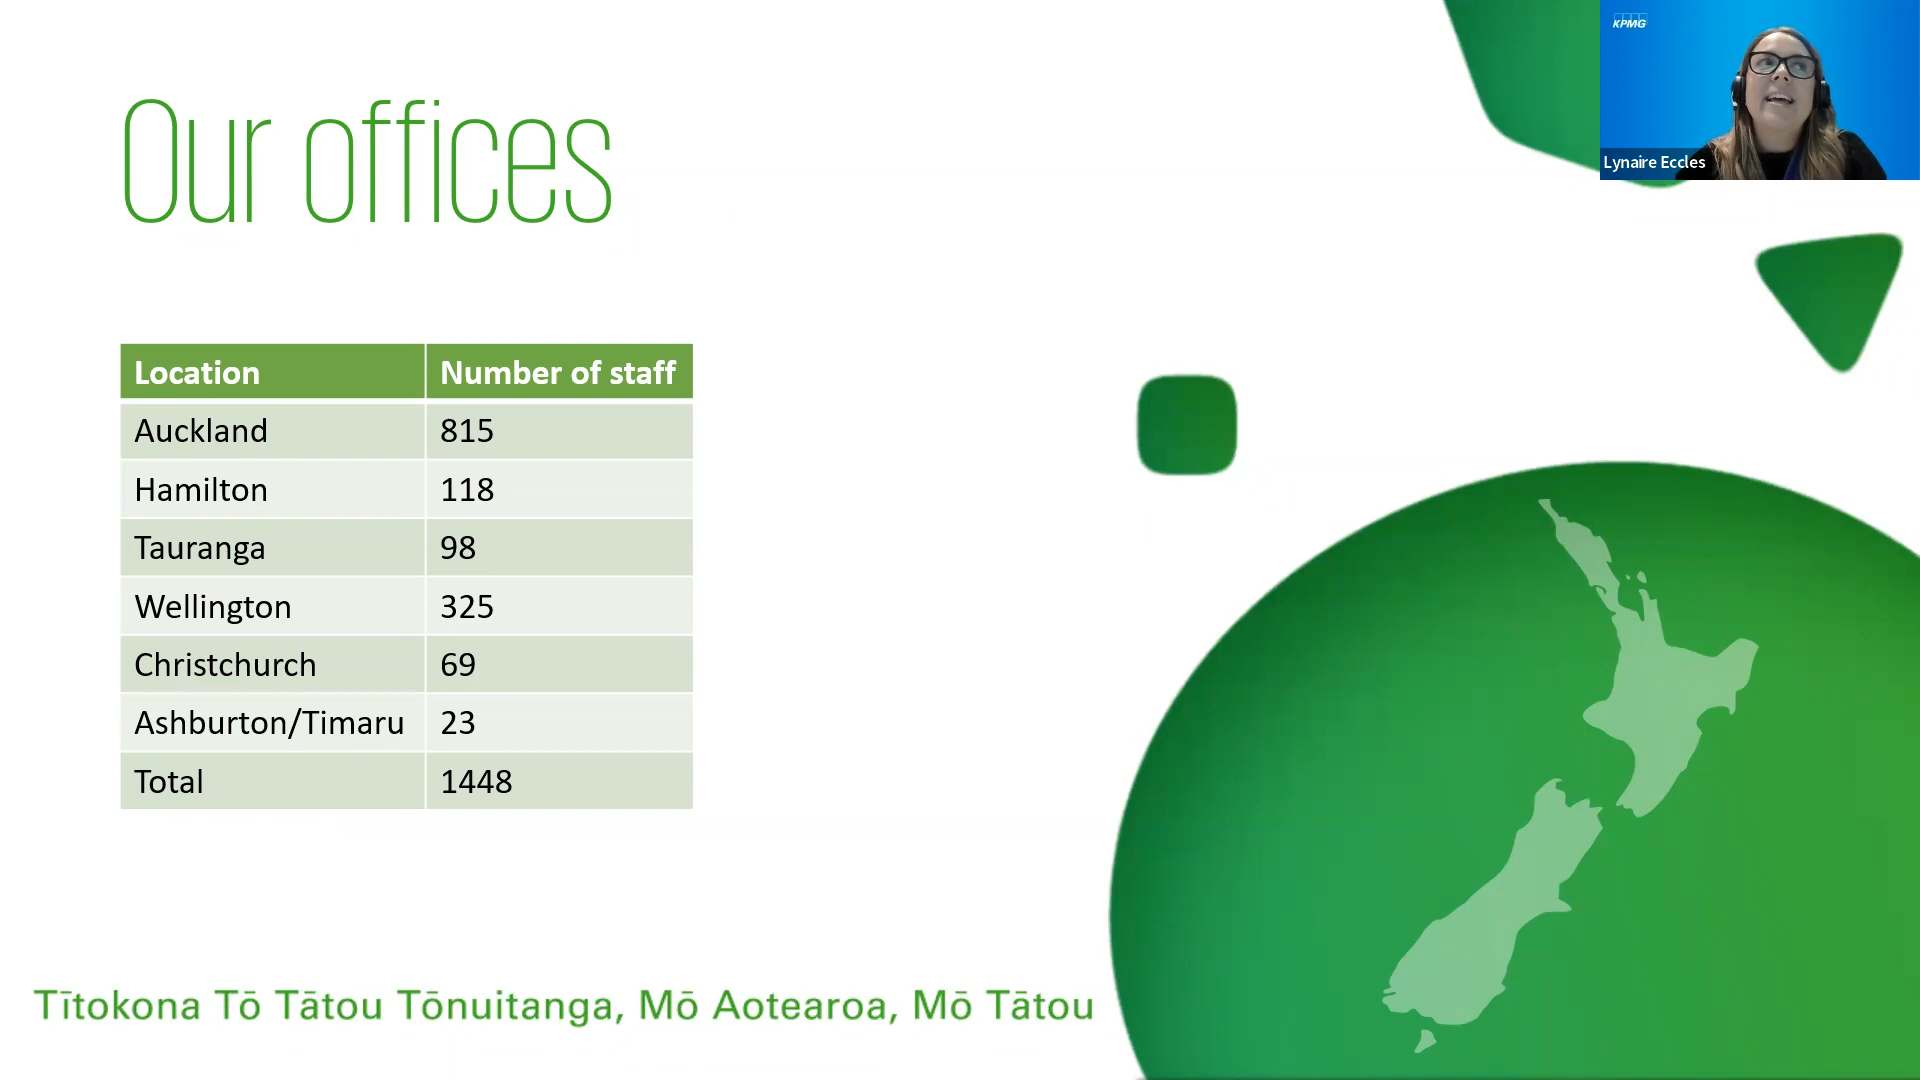 Our offices
KPMG
Lynaire Eccles
Location Number of staff
Auckland 815
Hamilton 118
Tauranga 98
Wellington 325
Christchurch 69
Ashburton/Timaru 23
Total 1448
Tītokona Tō Tātou Tōnuitanga, Mō Aotearoa, Mō Tātou